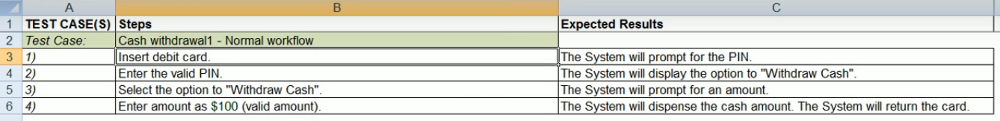 A B C
1 TEST CASE(S) Steps Expected Results
2 Test Case: Cash withdrawal1 - Normal workflow
3 1) Insert debit card. The System will prompt for the PIN.
4 2) Enter the valid PIN. The System will display the option to "Withdraw Cash".
5 3) Select the option to "Withdraw Cash". The System will prompt for an amount.
6 4) Enter amount as $100 (valid amount). The System will dispense the cash amount. The System will return the card.